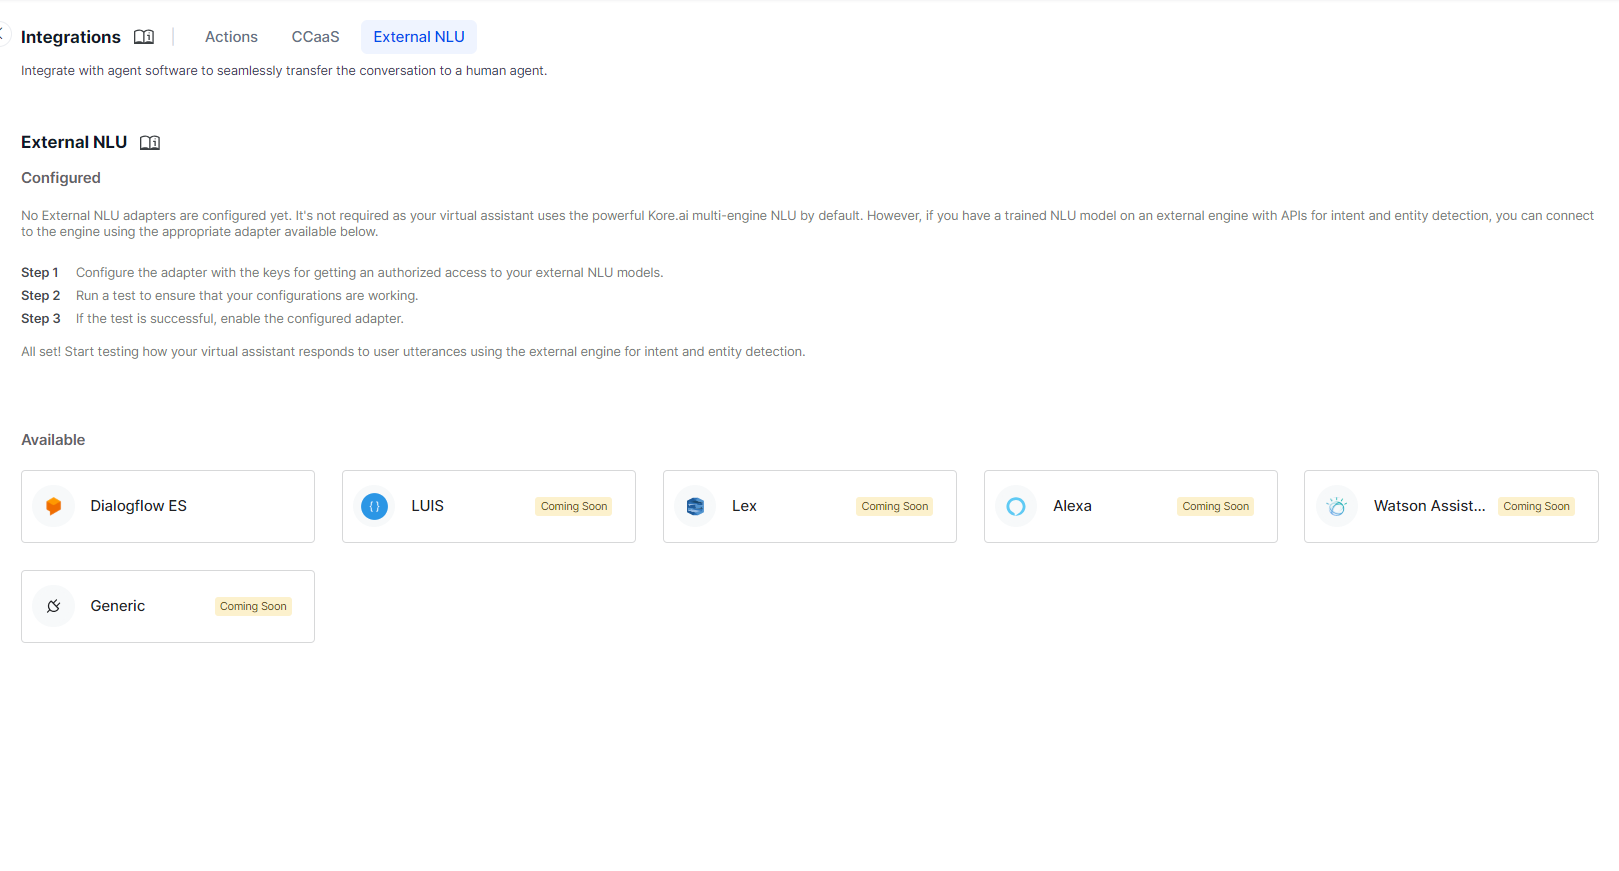 Integrations Actions CCaaS External NLU
Integrate with agent software to seamlessly transfer the conversation to a human agent.
External NLU
Configured
No External NLU adapters are configured yet. It's not required as your virtual assistant uses the powerful Kore.ai multi-engine NLU by default. However, if you have a trained NLU model on an external engine with APIs for intent and entity detection, you can connect
to the engine using the appropriate adapter available below.
Step 1 Configure the adapter with the keys for getting an authorized access to your external NLU models.
Step 2 Run a test to ensure that your configurations are working.
Step 3 If the test is successful, enable the configured adapter.
All set! Start testing how your virtual assistant responds to user utterances using the external engine for intent and entity detection.
Available
Dialogflow ES
LUIS Coming Soon
Lex Coming Soon
Alexa Coming Soon
Watson Assist... Coming Soon
Generic Coming Soon